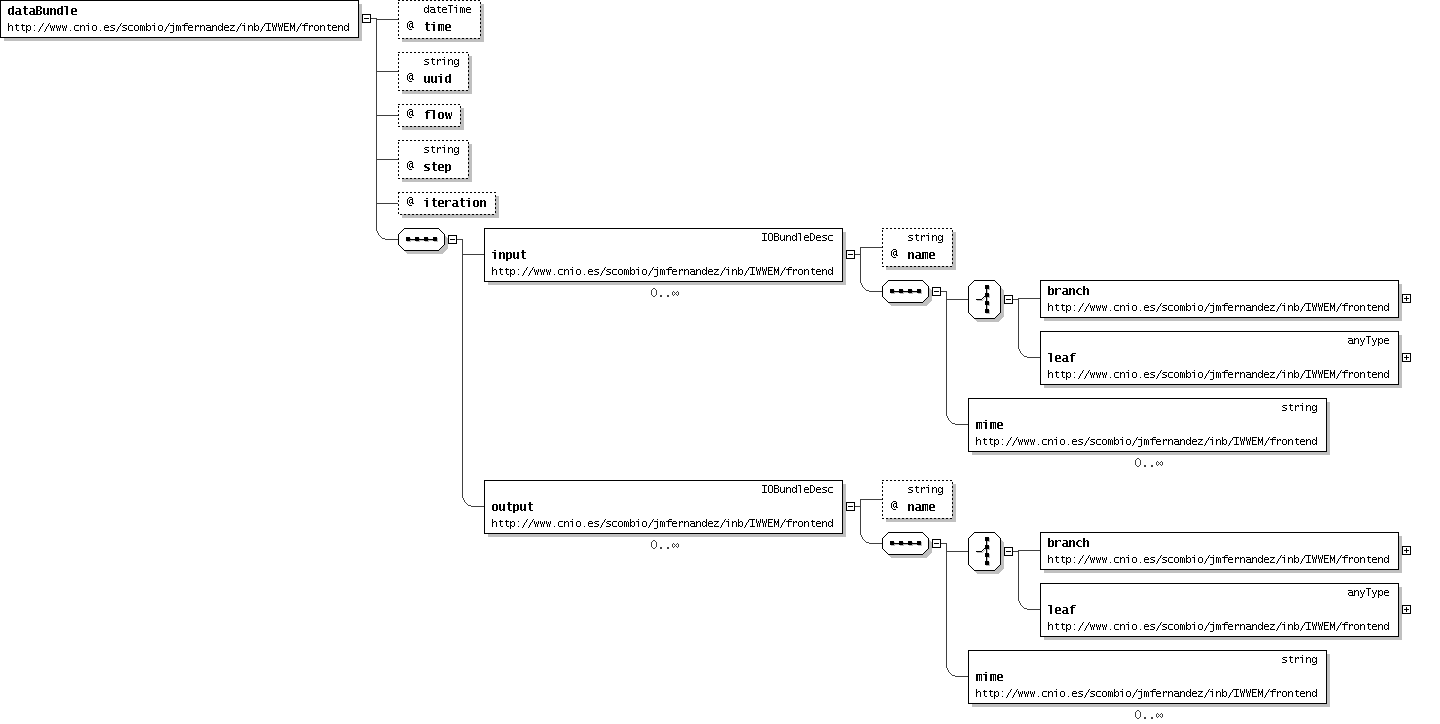 dataBundle
http://www.cnio.es/scombio/jmfernandez/inb/IWWEM/frontend
dateTime
@ time
string
@ uuid
@ flow
string
@ step
@ iteration
IOBundleDesc
input
http://www.cnio.es/scombio/jmfernandez/inb/IWWEM/frontend
0..∞
string
@ name
branch
http://www.cnio.es/scombio/jmfernandez/inb/IWWEM/frontend
anyType
leaf
http://www.cnio.es/scombio/jmfernandez/inb/IWWEM/frontend
string
mime
http://www.cnio.es/scombio/jmfernandez/inb/IWWEM/frontend
0..∞
IOBundleDesc
output
http://www.cnio.es/scombio/jmfernandez/inb/IWWEM/frontend
0..∞
string
@ name
branch
http://www.cnio.es/scombio/jmfernandez/inb/IWWEM/frontend
anyType
leaf
http://www.cnio.es/scombio/jmfernandez/inb/IWWEM/frontend
string
mime
http://www.cnio.es/scombio/jmfernandez/inb/IWWEM/frontend
0..∞